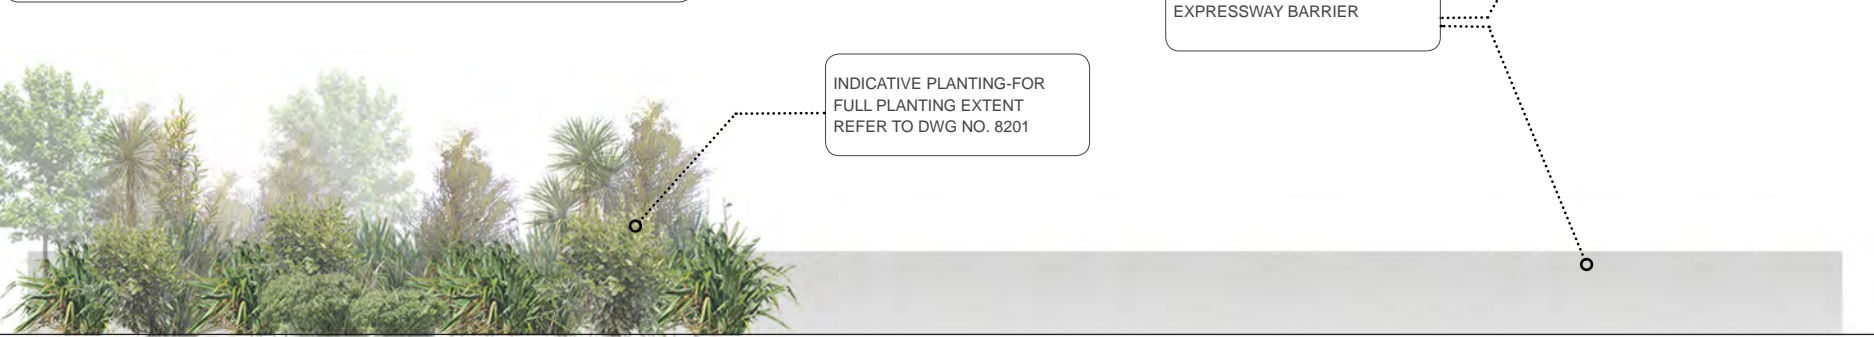 EXPRESSWAY BARRIER
INDICATIVE PLANTING-FOR
FULL PLANTING EXTENT
REFER TO DWG NO. 8201